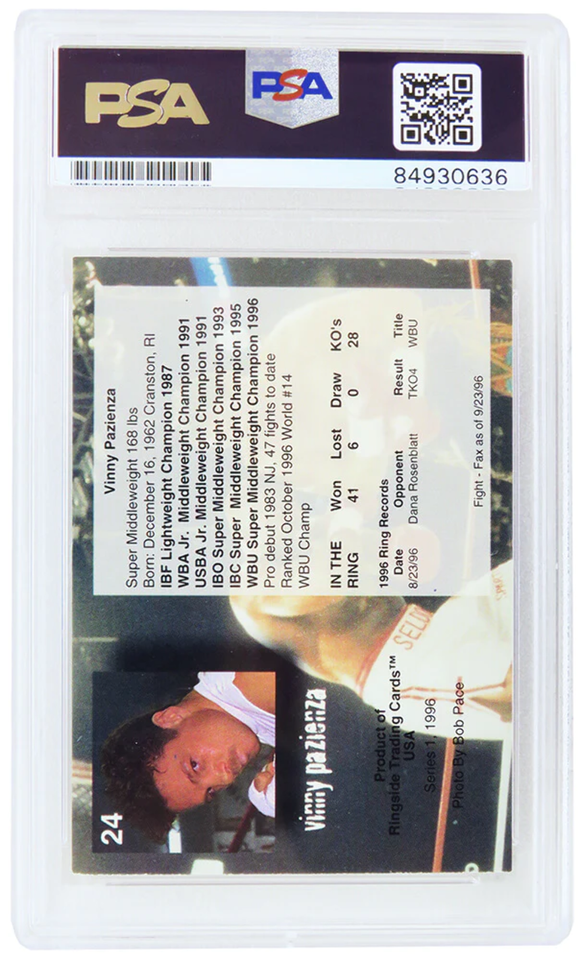 PSA
PSA
84930636
Vinny Pazienza
Super Middleweight 168 lbs
Born: December 16, 1962 Cranston, RI
IBF Lightweight Champion 1987
WBA Jr. Middleweight Champion 1991
USBA Jr. Middleweight Champion 1991
IBO Super Middleweight Champion 1993
IBC Super Middleweight Champion 1995
WBU Super Middleweight Champion 1996
Pro debut 1983 NJ, 47 fights to date
Ranked October 1996 World #14
WBU Champ
IN THE RING Won Lost Draw KO's
41 6 0 28
1996 Ring Records
Date Opponent Result Title
8/23/96 Dana Rosenblatt TKO4 WBU
Fight - Fax as of 9/23/96
24
vinny pazienza
Product of
Ringside Trading Cards™
USA
Series 1, 1996
Photo By Bob Pace
SELD